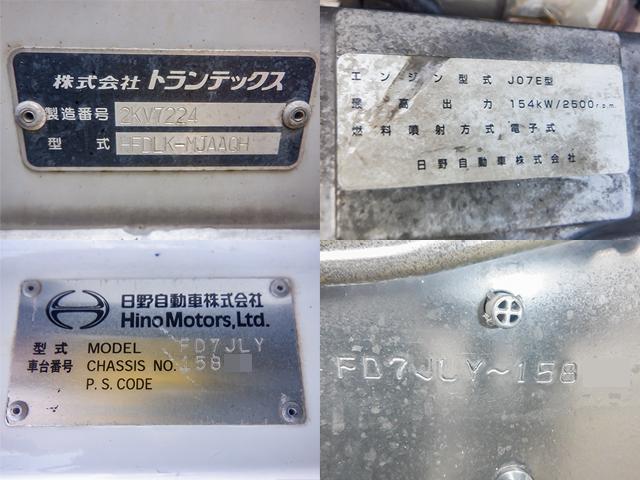 株式会社 トランテックス
製造番号 2KV7224
型式 HFDLK-MJAAQH
エンジン型式 J07E型
最高出力 154kW/2500r.p.m.
燃料噴射方式 電子式
日野自動車株式会社
日野自動車株式会社
Hino Motors, Ltd.
型式 MODEL FD7JLY
車台番号 CHASSIS NO. 158
P.S.CODE
FD7JLY~158